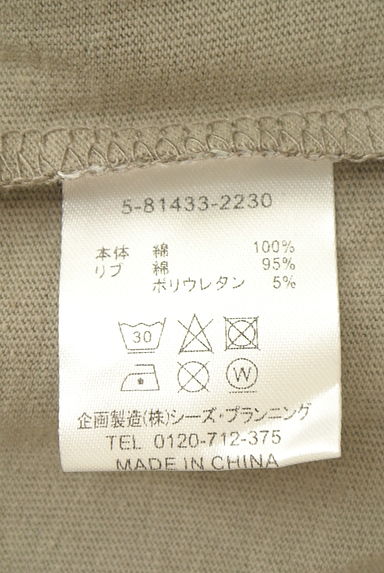 5-81433-2230
本体 綿 100%
リブ 綿 95%
ポリウレタン 5%
30
W
企画製造(株)シーズ・プランニング
TEL 0120-712-375
MADE IN CHINA